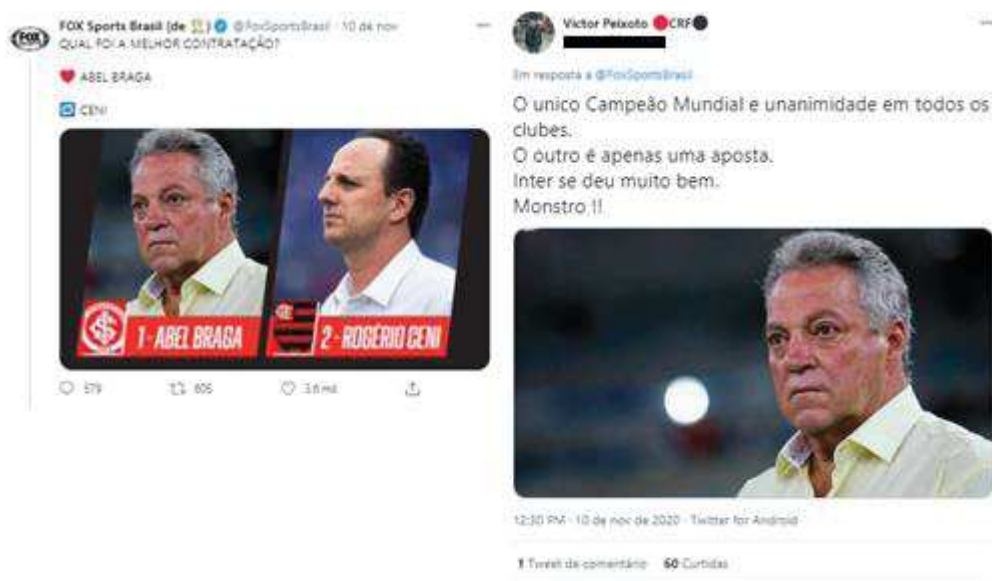 FOX Sports Brasil (de 🏠) @FoxSportsBrasil · 10 de nov
QUAL FOI A MELHOR CONTRATAÇÃO?
❤️ ABEL BRAGA
🔁 CENI
1 - ABEL BRAGA
2 - ROGÉRIO CENI
579 605 3,6 mil
Victor Peixoto 🔴CRF⚫
Em resposta a @FoxSportsBrasil
O unico Campeão Mundial e unanimidade em todos os
clubes.
O outro é apenas uma aposta.
Inter se deu muito bem.
Monstro !!
12:30 PM · 10 de nov de 2020 · Twitter for Android
1 Tweet de comentário 60 Curtidas